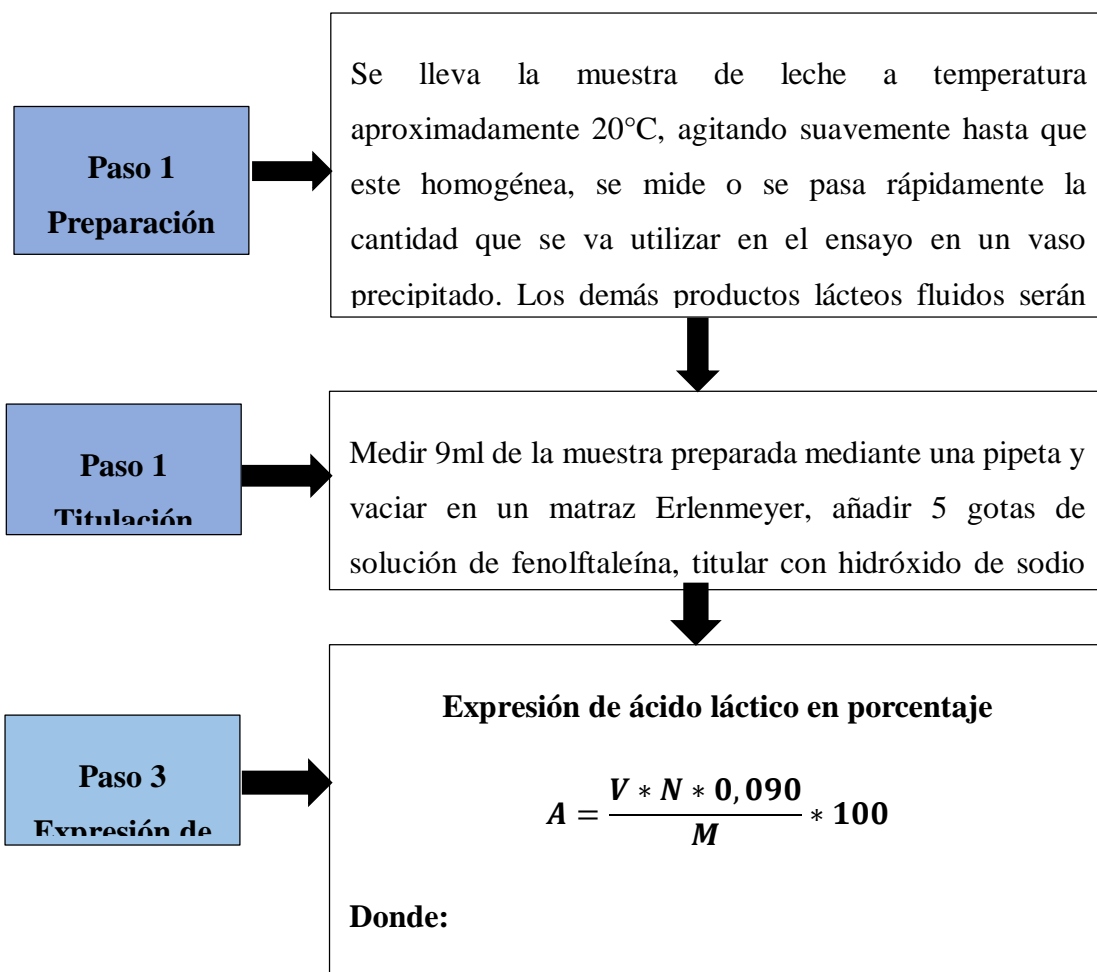 Paso 1
Preparación
Se lleva la muestra de leche a temperatura
aproximadamente 20°C, agitando suavemente hasta que
este homogénea, se mide o se pasa rápidamente la
cantidad que se va utilizar en el ensayo en un vaso
precipitado. Los demás productos lácteos fluidos serán
Paso 1
Titulación
Medir 9ml de la muestra preparada mediante una pipeta y
vaciar en un matraz Erlenmeyer, añadir 5 gotas de
solución de fenolftaleína, titular con hidróxido de sodio
Paso 3
Expresión de
Expresión de ácido láctico en porcentaje
A = \frac{V * N * 0,090}{M} * 100
Donde: